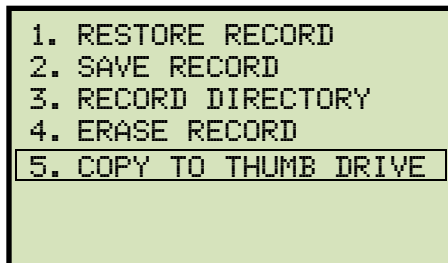 1. RESTORE RECORD
2. SAVE RECORD
3. RECORD DIRECTORY
4. ERASE RECORD
5. COPY TO THUMB DRIVE